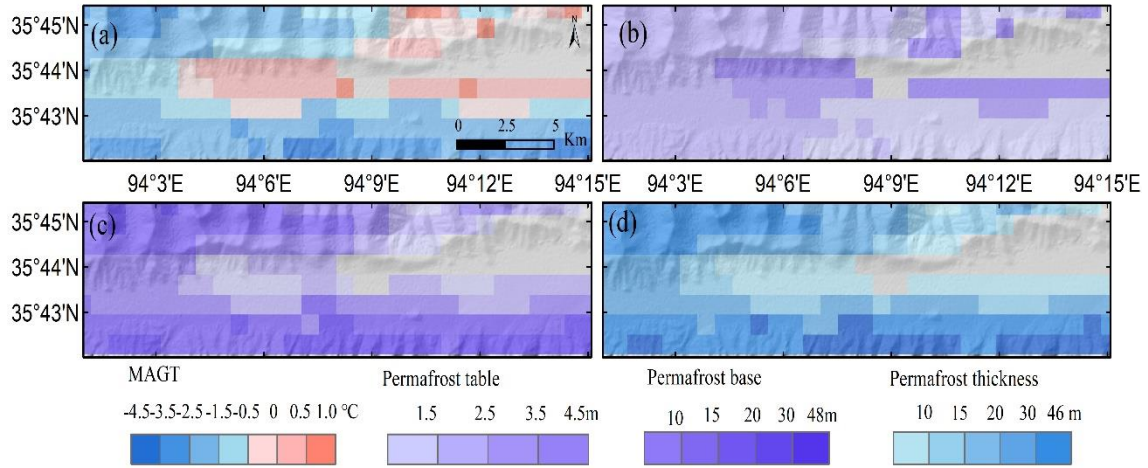 (a)
(b)
35°45'N
35°44'N
35°43'N
N
0 2.5 5
Km
94°3'E 94°6'E 94°9'E 94°12'E 94°15'E 94°3'E 94°6'E 94°9'E 94°12'E 94°15'E
(c)
(d)
35°45'N
35°44'N
35°43'N
MAGT
-4.5 -3.5 -2.5 -1.5 -0.5 0 0.5 1.0 °C
Permafrost table
1.5 2.5 3.5 4.5m
Permafrost base
10 15 20 30 48m
Permafrost thickness
10 15 20 30 46 m